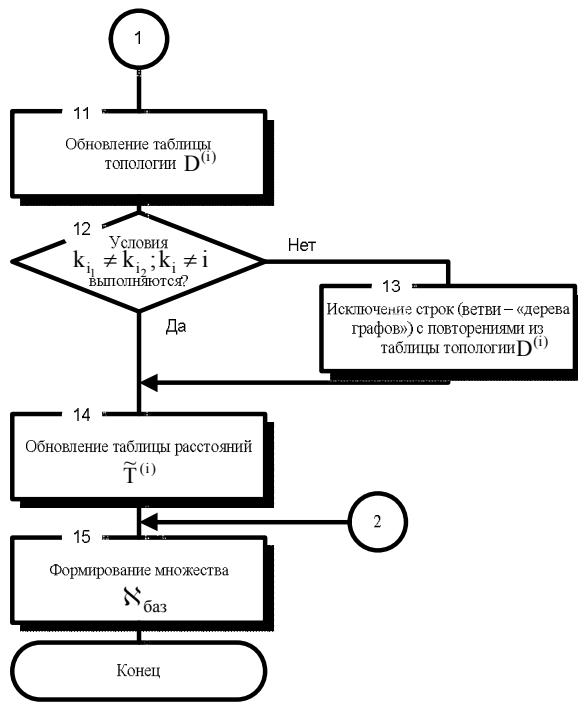 1
11
Обновление таблицы
топологии D⁽ⁱ⁾
12
Условия
kᵢ₁ ≠ kᵢ₂ ; kᵢ ≠ i
выполняются?
Нет
Да
13
Исключение строк (ветви – «дерева
графов») с повторениями из
таблицы топологии D⁽ⁱ⁾
14
Обновление таблицы расстояний
T̃⁽ⁱ⁾
2
15
Формирование множества
ℵ баз
Конец